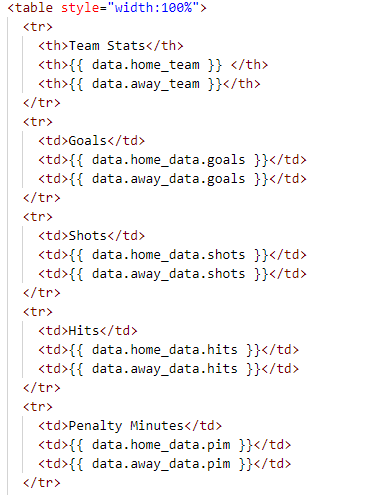 <table style="width:100%">
<tr>
<th>Team Stats</th>
<th>{{ data.home_team }} </th>
<th>{{ data.away_team }}</th>
</tr>
<tr>
<td>Goals</td>
<td>{{ data.home_data.goals }}</td>
<td>{{ data.away_data.goals }}</td>
</tr>
<tr>
<td>Shots</td>
<td>{{ data.home_data.shots }}</td>
<td>{{ data.away_data.shots }}</td>
</tr>
<tr>
<td>Hits</td>
<td>{{ data.home_data.hits }}</td>
<td>{{ data.away_data.hits }}</td>
</tr>
<tr>
<td>Penalty Minutes</td>
<td>{{ data.home_data.pim }}</td>
<td>{{ data.away_data.pim }}</td>
</tr>